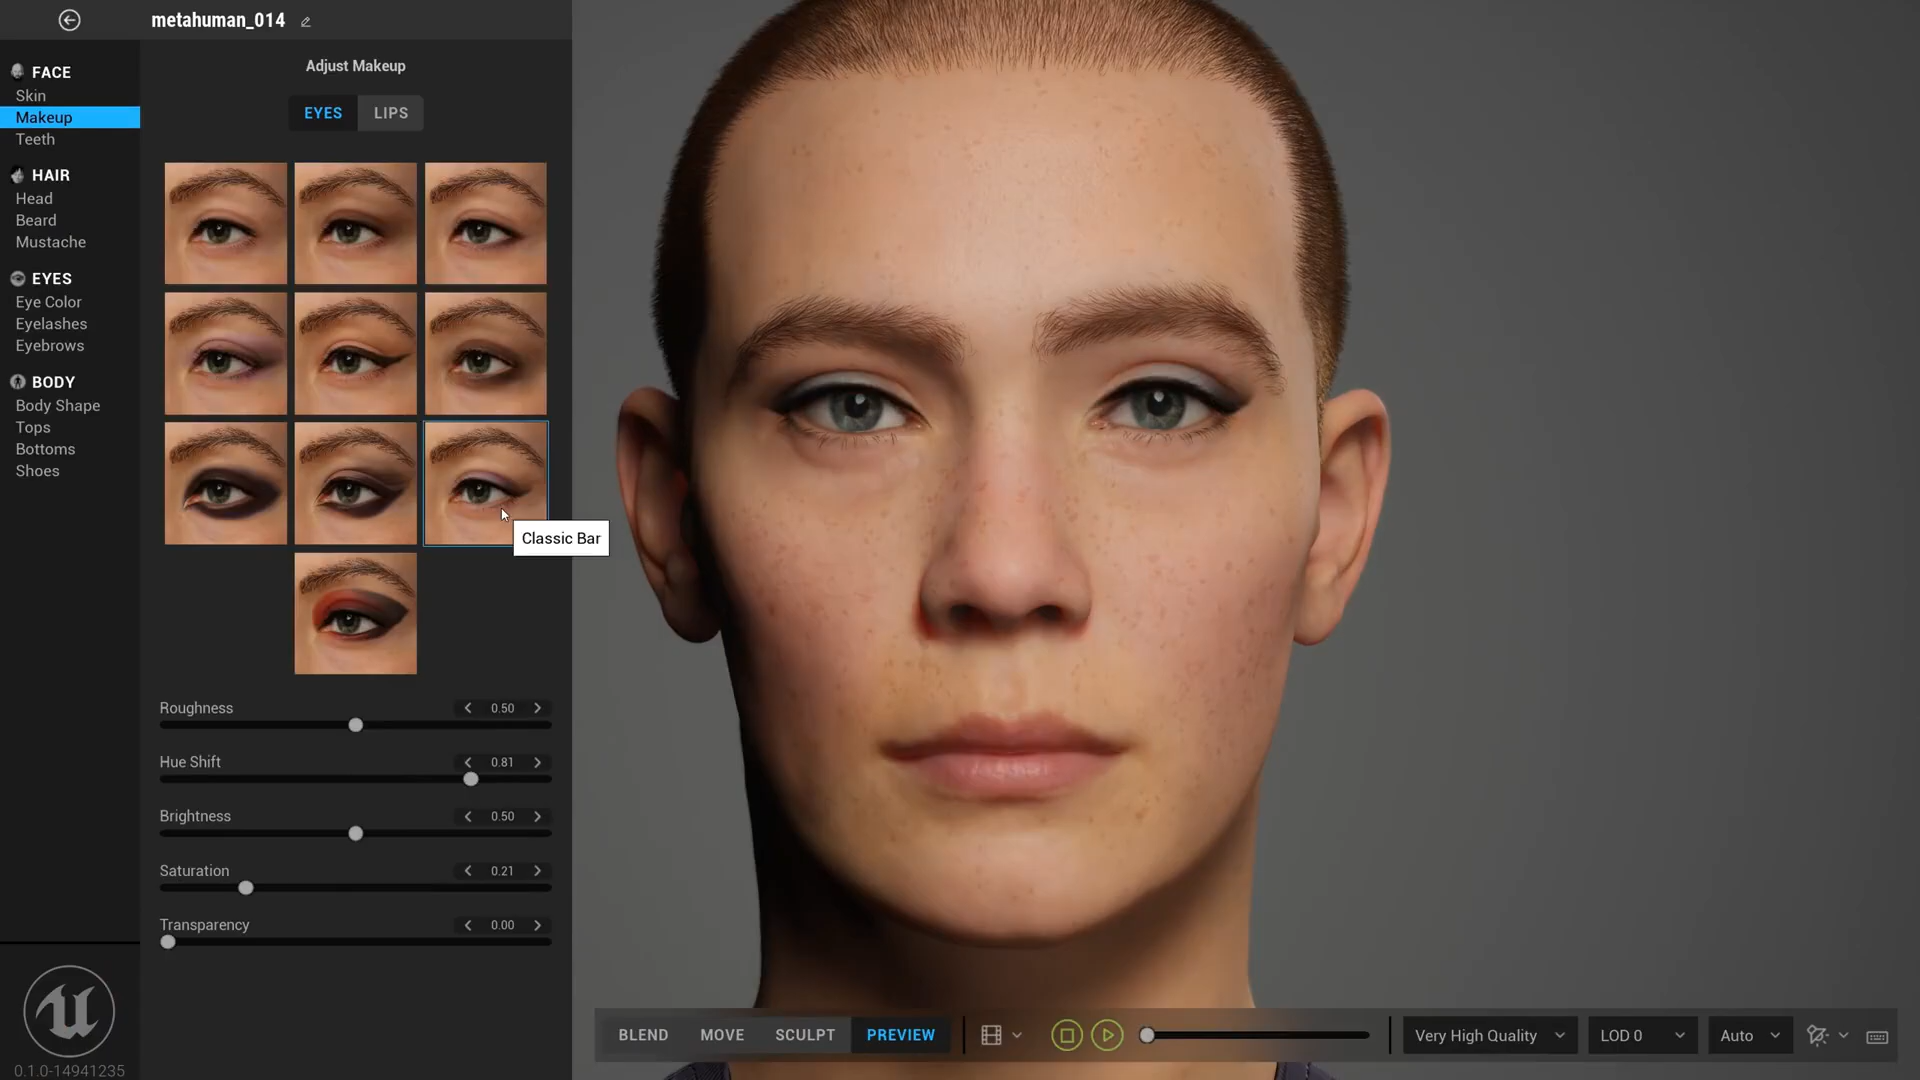 metahuman_014
FACE
Skin
Makeup
Teeth
HAIR
Head
Beard
Mustache
EYES
Eye Color
Eyelashes
Eyebrows
BODY
Body Shape
Tops
Bottoms
Shoes
0.1.0-14941235
Adjust Makeup
EYES LIPS
Classic Bar
Roughness 0.50
Hue Shift 0.81
Brightness 0.50
Saturation 0.21
Transparency 0.00
BLEND MOVE SCULPT PREVIEW Very High Quality LOD 0 Auto